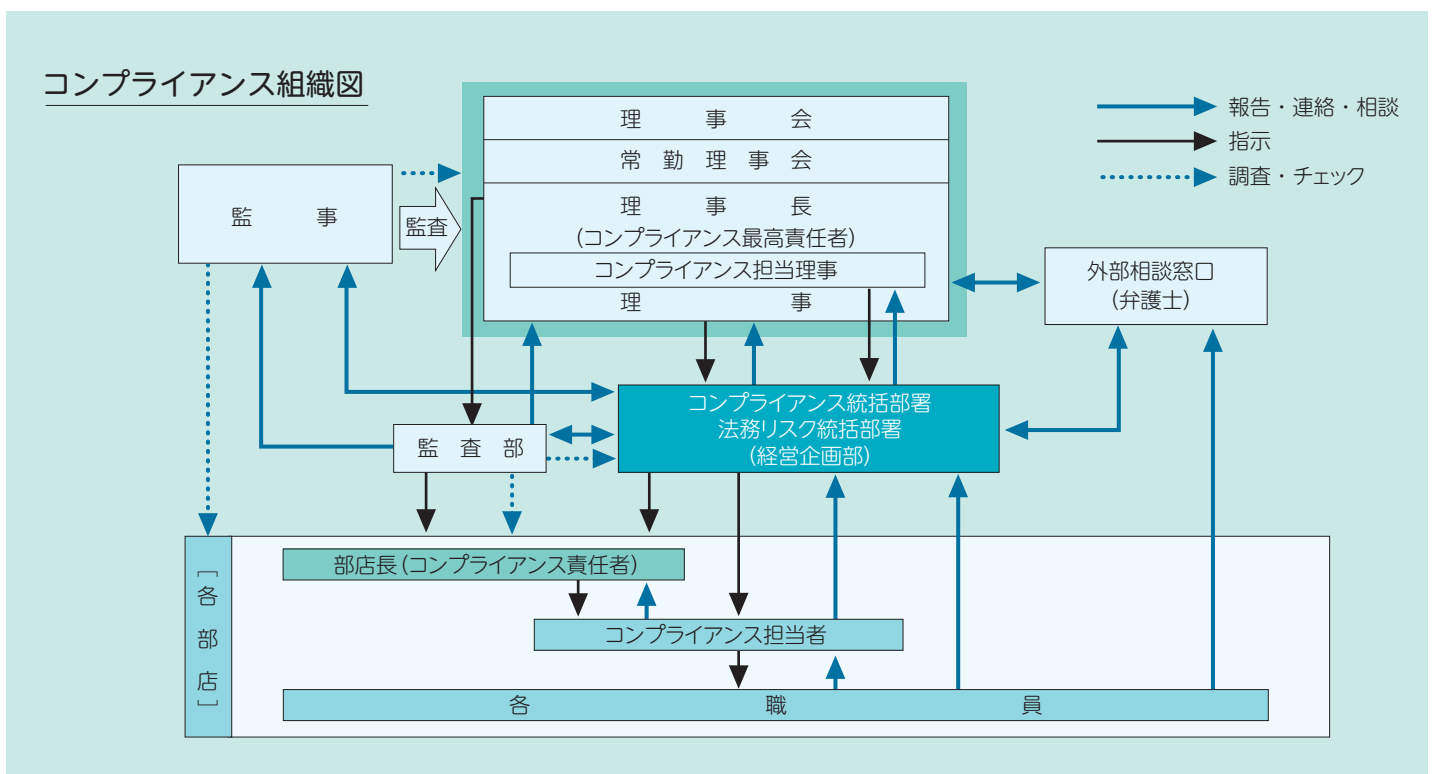 コンプライアンス組織図
報告・連絡・相談
指示
調査・チェック
理事会
常勤理事会
理事長
(コンプライアンス最高責任者)
コンプライアンス担当理事
理事
監事
監査
外部相談窓口
(弁護士)
コンプライアンス統括部署
法務リスク統括部署
(経営企画部)
監査部
[各部店]
部店長(コンプライアンス責任者)
コンプライアンス担当者
各職員